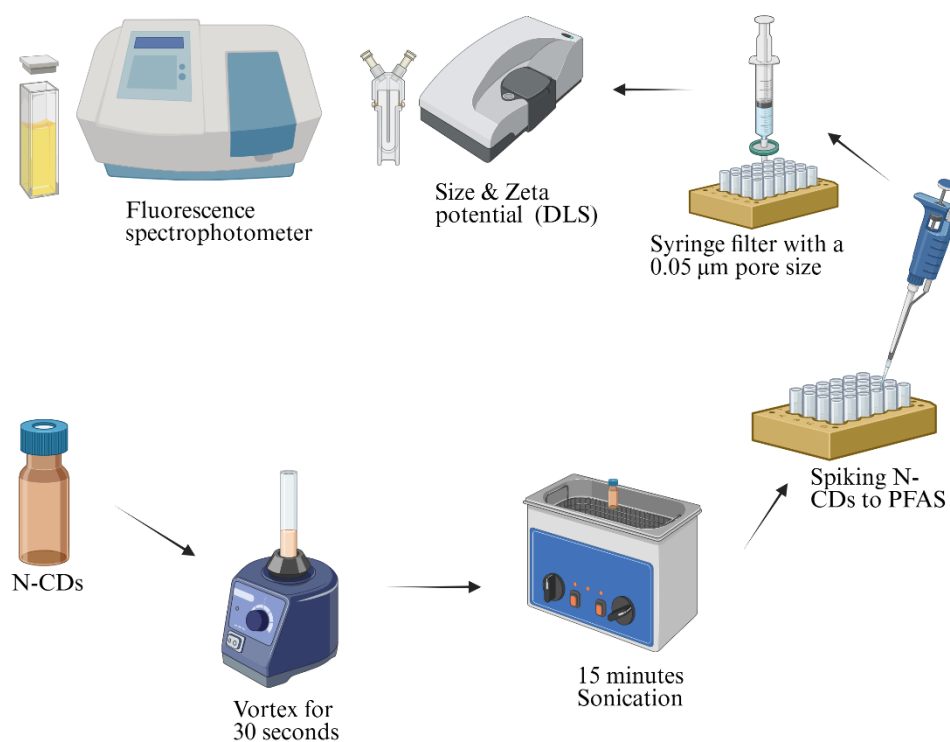 Fluorescence
spectrophotometer
Size & Zeta
potential (DLS)
Syringe filter with a
0.05 μm pore size
N-CDs
Vortex for
30 seconds
15 minutes
Sonication
Spiking N-
CDs to PFAS